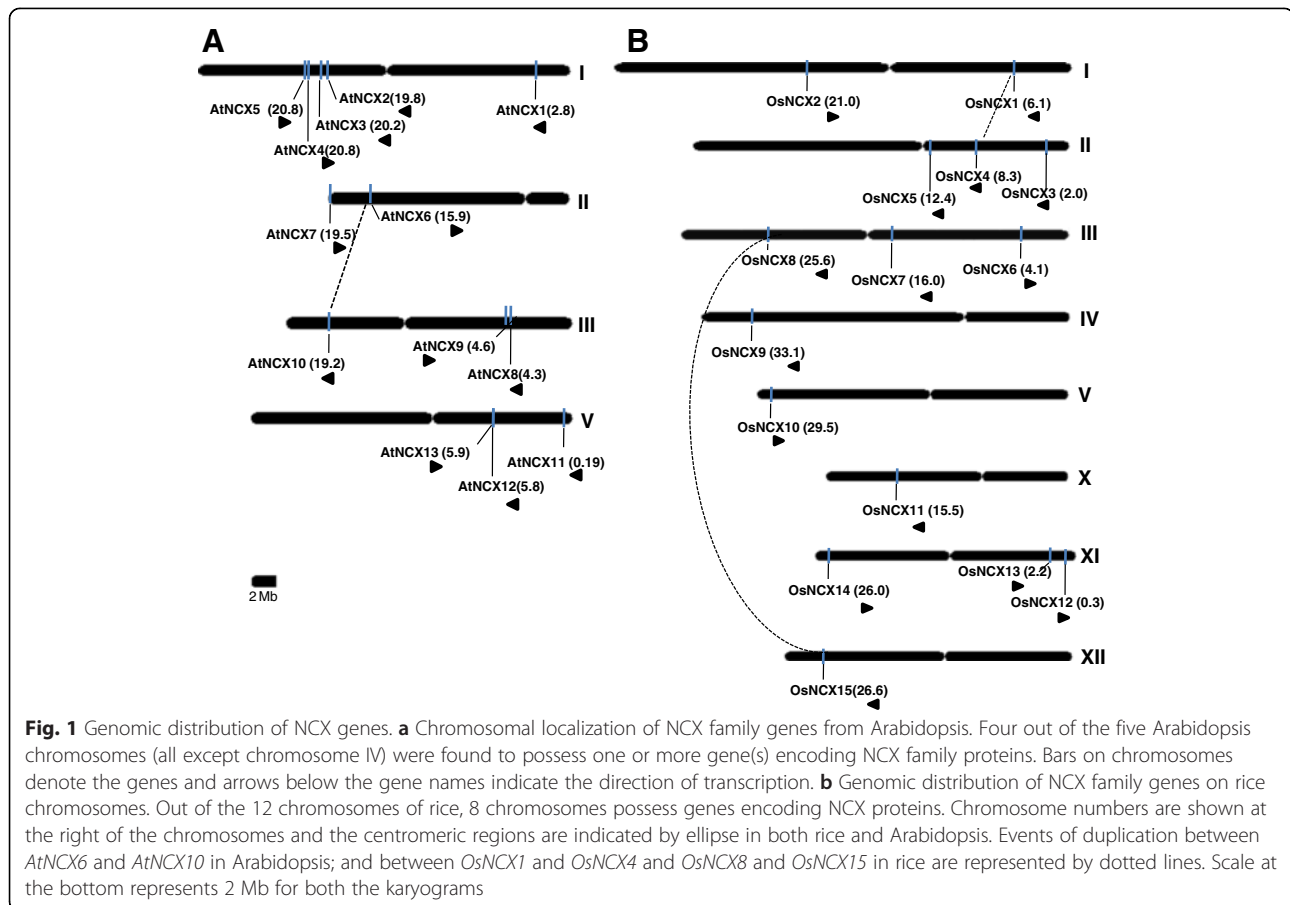 A
I
AtNCX5 (20.8)
AtNCX2(19.8)
AtNCX1(2.8)
AtNCX3 (20.2)
AtNCX4(20.8)
II
AtNCX6 (15.9)
AtNCX7 (19.5)
III
AtNCX10 (19.2)
AtNCX9 (4.6)
AtNCX8(4.3)
V
AtNCX13 (5.9)
AtNCX11 (0.19)
AtNCX12(5.8)
2 Mb
B
I
OsNCX2 (21.0)
OsNCX1 (6.1)
II
OsNCX4 (8.3)
OsNCX5 (12.4)
OsNCX3 (2.0)
III
OsNCX8 (25.6)
OsNCX7 (16.0)
OsNCX6 (4.1)
IV
OsNCX9 (33.1)
V
OsNCX10 (29.5)
X
OsNCX11 (15.5)
XI
OsNCX14 (26.0)
OsNCX13 (2.2)
OsNCX12 (0.3)
XII
OsNCX15(26.6)
Fig. 1 Genomic distribution of NCX genes. a Chromosomal localization of NCX family genes from Arabidopsis. Four out of the five Arabidopsis
chromosomes (all except chromosome IV) were found to possess one or more gene(s) encoding NCX family proteins. Bars on chromosomes
denote the genes and arrows below the gene names indicate the direction of transcription. b Genomic distribution of NCX family genes on rice
chromosomes. Out of the 12 chromosomes of rice, 8 chromosomes possess genes encoding NCX proteins. Chromosome numbers are shown at
the right of the chromosomes and the centromeric regions are indicated by ellipse in both rice and Arabidopsis. Events of duplication between
AtNCX6 and AtNCX10 in Arabidopsis; and between OsNCX1 and OsNCX4 and OsNCX8 and OsNCX15 in rice are represented by dotted lines. Scale at
the bottom represents 2 Mb for both the karyograms